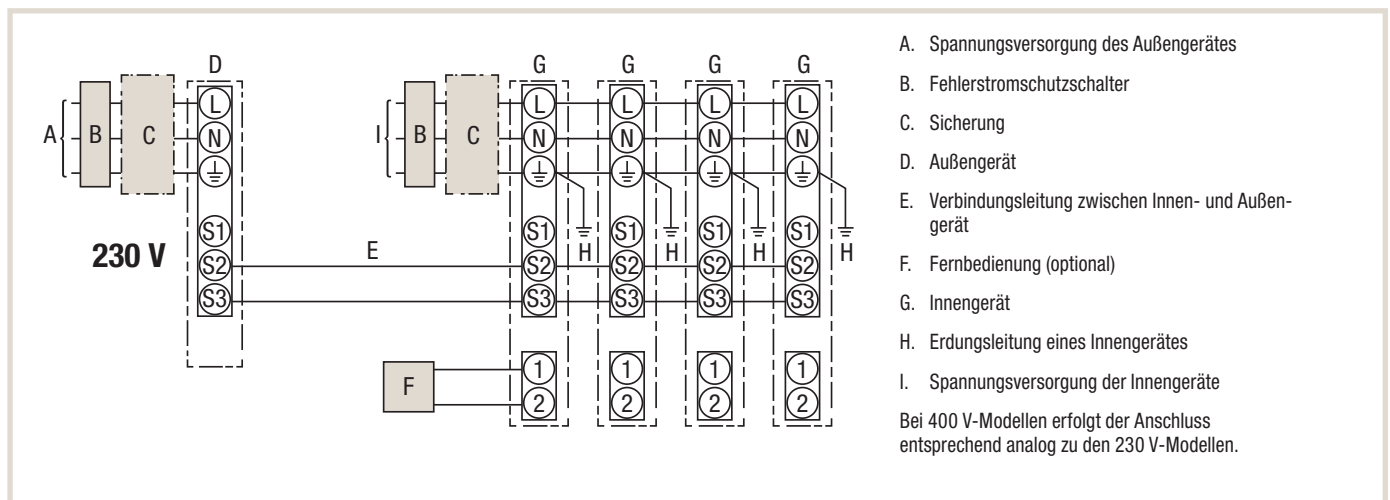 D G G G G
L L L L L
A B C N I B C N N N N
S1 S1 S1 S1 S1
H H H H
230 V E S2 S2 S2 S2 S2
S3 S3 S3 S3 S3
F 1 1 1 1
2 2 2 2
A. Spannungsversorgung des Außengerätes
B. Fehlerstromschutzschalter
C. Sicherung
D. Außengerät
E. Verbindungsleitung zwischen Innen- und Außen-
gerät
F. Fernbedienung (optional)
G. Innengerät
H. Erdungsleitung eines Innengerätes
I. Spannungsversorgung der Innengeräte
Bei 400 V-Modellen erfolgt der Anschluss
entsprechend analog zu den 230 V-Modellen.